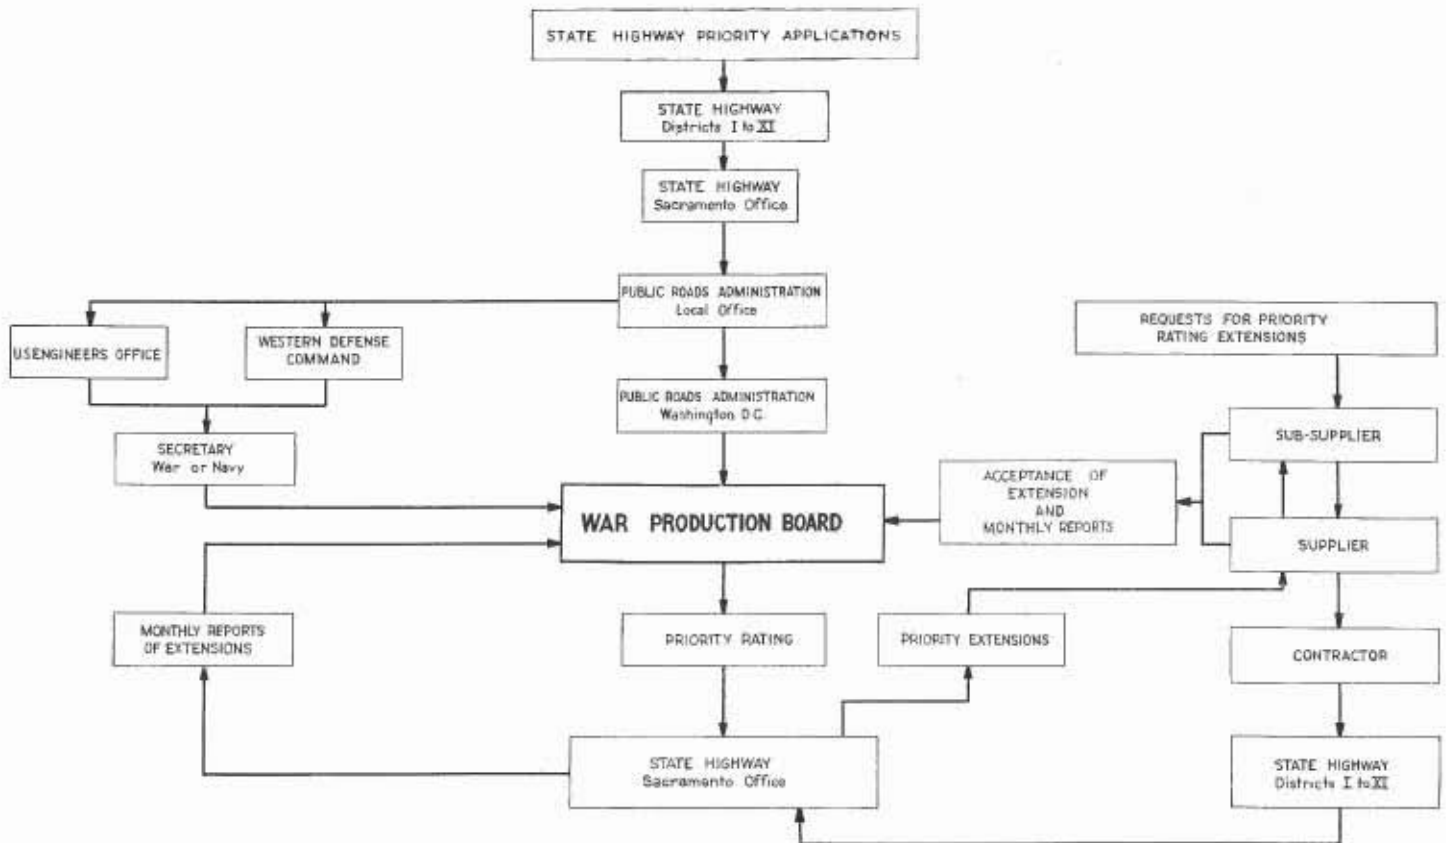 STATE HIGHWAY PRIORITY APPLICATIONS
STATE HIGHWAY
Districts I to XI
STATE HIGHWAY
Sacramento Office
PUBLIC ROADS ADMINISTRATION
Local Office
U.S.ENGINEERS OFFICE
WESTERN DEFENSE
COMMAND
REQUESTS FOR PRIORITY
RATING EXTENSIONS
PUBLIC ROADS ADMINISTRATION
Washington D.C.
SECRETARY
War or Navy
SUB-SUPPLIER
ACCEPTANCE OF
EXTENSION
AND
MONTHLY REPORTS
WAR PRODUCTION BOARD
SUPPLIER
MONTHLY REPORTS
OF EXTENSIONS
PRIORITY RATING
PRIORITY EXTENSIONS
CONTRACTOR
STATE HIGHWAY
Sacramento Office
STATE HIGHWAY
Districts I to XI